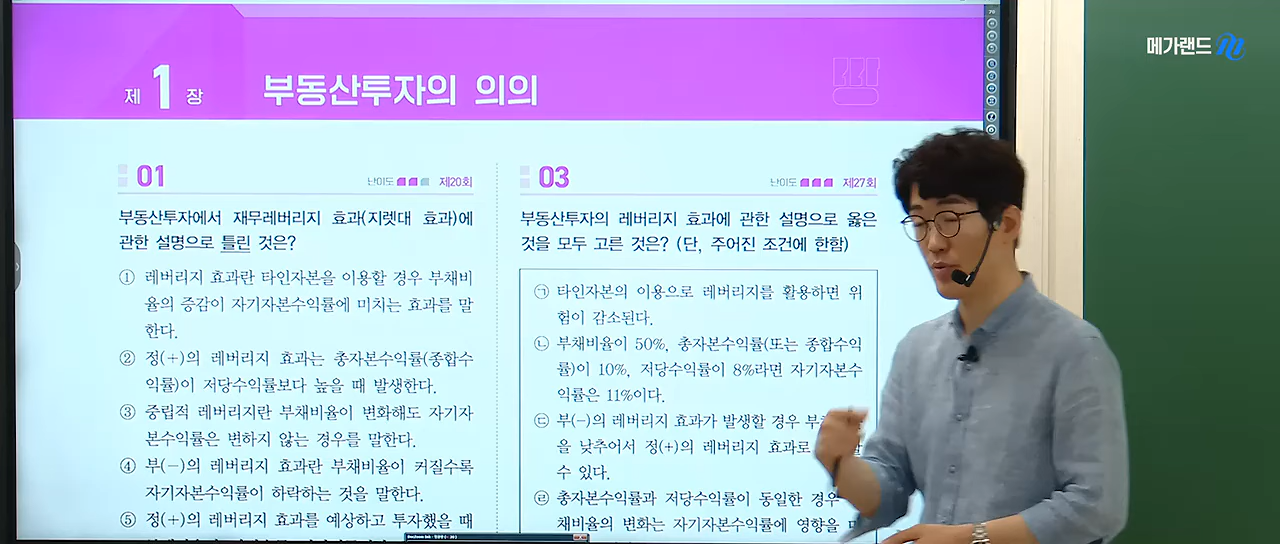 메가랜드
제 1 장 부동산투자의 의의
01
난이도 제20회
부동산투자에서 재무레버리지 효과(지렛대 효과)에
관한 설명으로 틀린 것은?
① 레버리지 효과란 타인자본을 이용할 경우 부채비
율의 증감이 자기자본수익률에 미치는 효과를 말
한다.
② 정(+)의 레버리지 효과는 총자본수익률(종합수
익률)이 저당수익률보다 높을 때 발생한다.
③ 중립적 레버리지란 부채비율이 변화해도 자기자
본수익률은 변하지 않는 경우를 말한다.
④ 부(-)의 레버리지 효과란 부채비율이 커질수록
자기자본수익률이 하락하는 것을 말한다.
⑤ 정(+)의 레버리지 효과를 예상하고 투자했을 때
03
난이도 제27회
부동산투자의 레버리지 효과에 관한 설명으로 옳은
것을 모두 고른 것은? (단, 주어진 조건에 한함)
㉠ 타인자본의 이용으로 레버리지를 활용하면 위
험이 감소된다.
㉡ 부채비율이 50%, 총자본수익률(또는 종합수익
률)이 10%, 저당수익률이 8%라면 자기자본수
익률은 11%이다.
㉢ 부(-)의 레버리지 효과가 발생할 경우
을 낮추어서 정(+)의 레버리지 효과로
수 있다.
㉣ 총자본수익률과 저당수익률이 동일한 경우
채비율의 변화는 자기자본수익률에 영향을